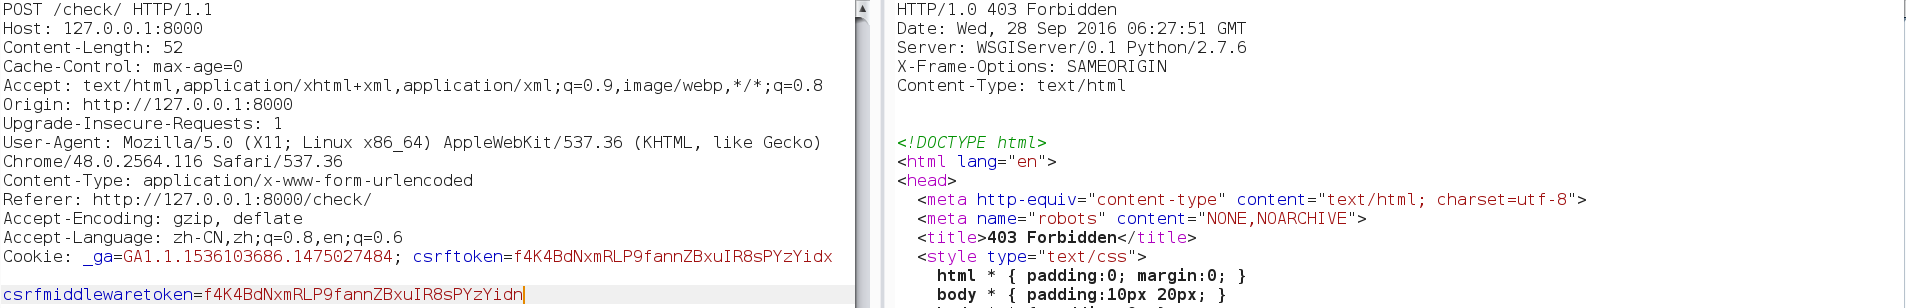 POST /check/ HTTP/1.1
Host: 127.0.0.1:8000
Content-Length: 52
Cache-Control: max-age=0
Accept: text/html,application/xhtml+xml,application/xml;q=0.9,image/webp,*/*;q=0.8
Origin: http://127.0.0.1:8000
Upgrade-Insecure-Requests: 1
User-Agent: Mozilla/5.0 (X11; Linux x86_64) AppleWebKit/537.36 (KHTML, like Gecko)
Chrome/48.0.2564.116 Safari/537.36
Content-Type: application/x-www-form-urlencoded
Referer: http://127.0.0.1:8000/check/
Accept-Encoding: gzip, deflate
Accept-Language: zh-CN,zh;q=0.8,en;q=0.6
Cookie: _ga=GA1.1.1536103686.1475027484; csrftoken=f4K4BdNxmRLP9fannZBxuIR8sPYzYidx
csrfmiddlewaretoken=f4K4BdNxmRLP9fannZBxuIR8sPYzYidn
HTTP/1.0 403 Forbidden
Date: Wed, 28 Sep 2016 06:27:51 GMT
Server: WSGIServer/0.1 Python/2.7.6
X-Frame-Options: SAMEORIGIN
Content-Type: text/html
<!DOCTYPE html>
<html lang="en">
<head>
<meta http-equiv="content-type" content="text/html; charset=utf-8">
<meta name="robots" content="NONE,NOARCHIVE">
<title>403 Forbidden</title>
<style type="text/css">
html * { padding:0; margin:0; }
body * { padding:10px 20px; }